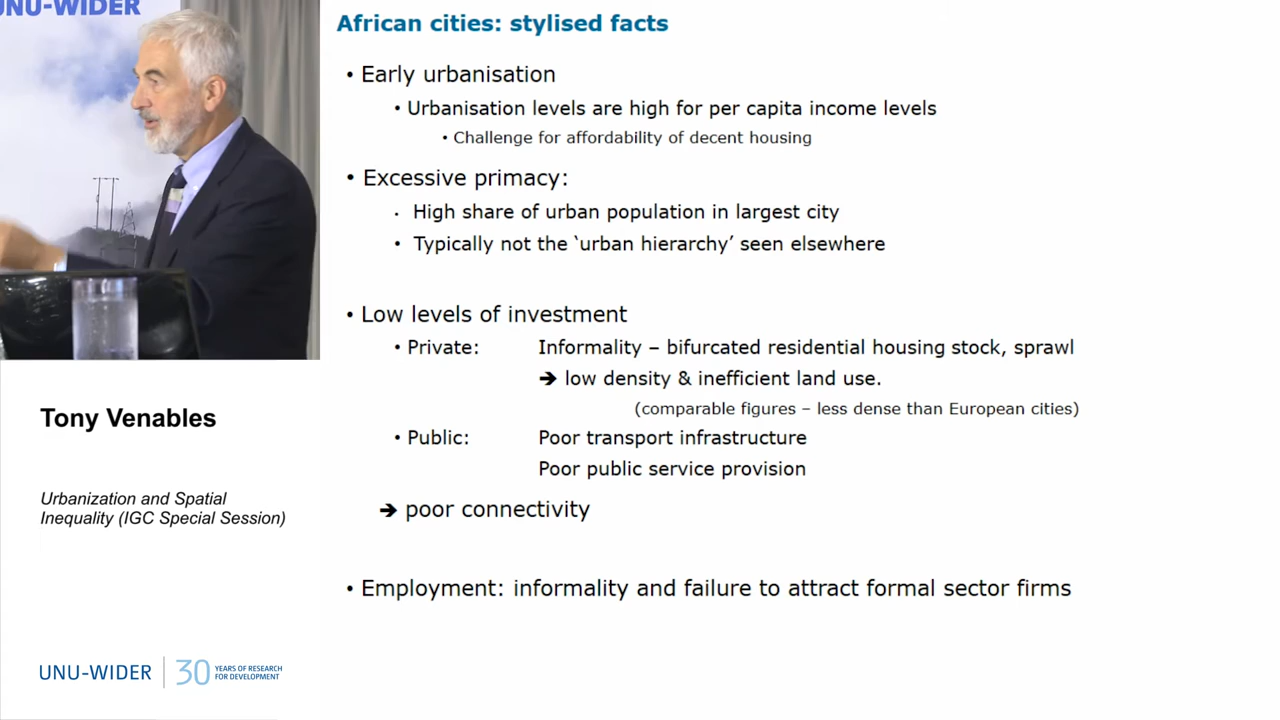 UNU-WIDER
African cities: stylised facts
• Early urbanisation
• Urbanisation levels are high for per capita income levels
• Challenge for affordability of decent housing
• Excessive primacy:
• High share of urban population in largest city
• Typically not the ‘urban hierarchy’ seen elsewhere
• Low levels of investment
• Private: Informality – bifurcated residential housing stock, sprawl
➔ low density & inefficient land use.
(comparable figures – less dense than European cities)
• Public: Poor transport infrastructure
Poor public service provision
➔ poor connectivity
• Employment: informality and failure to attract formal sector firms
Tony Venables
Urbanization and Spatial
Inequality (IGC Special Session)
UNU-WIDER
30 YEARS OF RESEARCH
FOR DEVELOPMENT